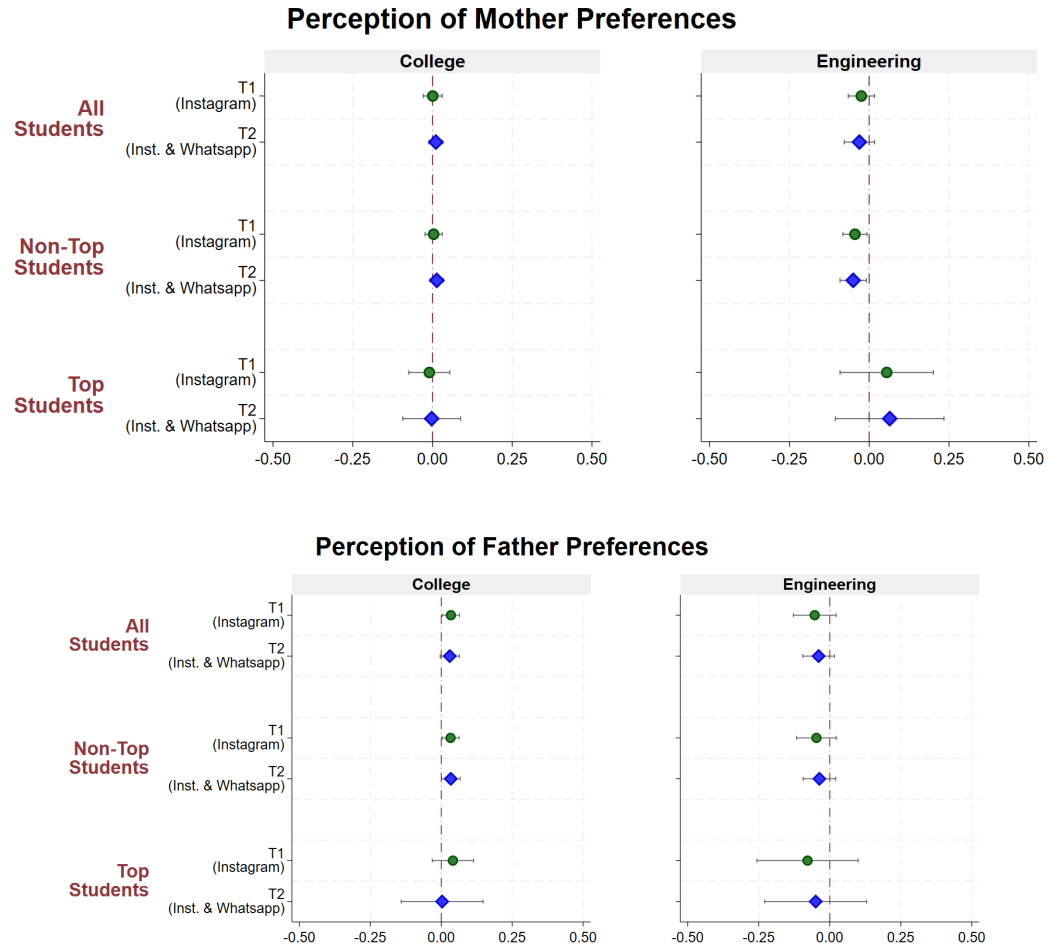 Perception of Mother Preferences
College
Engineering
All
Students
T1
(Instagram)
T2
(Inst. & Whatsapp)
Non-Top
Students
T1
(Instagram)
T2
(Inst. & Whatsapp)
Top
Students
T1
(Instagram)
T2
(Inst. & Whatsapp)
-0.50 -0.25 0.00 0.25 0.50
-0.50 -0.25 0.00 0.25 0.50
Perception of Father Preferences
College
Engineering
All
Students
T1
(Instagram)
T2
(Inst. & Whatsapp)
Non-Top
Students
T1
(Instagram)
T2
(Inst. & Whatsapp)
Top
Students
T1
(Instagram)
T2
(Inst. & Whatsapp)
-0.50 -0.25 0.00 0.25 0.50
-0.50 -0.25 0.00 0.25 0.50